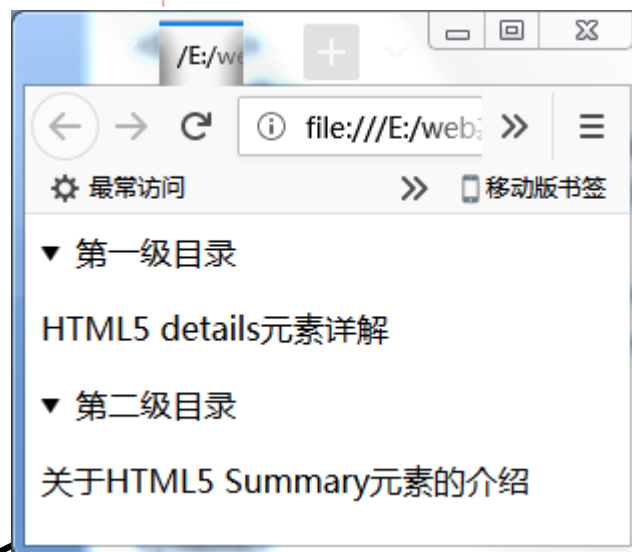 /E:/we
file:///E:/web
最常访问
移动版书签
第一级目录
HTML5 details元素详解
第二级目录
关于HTML5 Summary元素的介绍